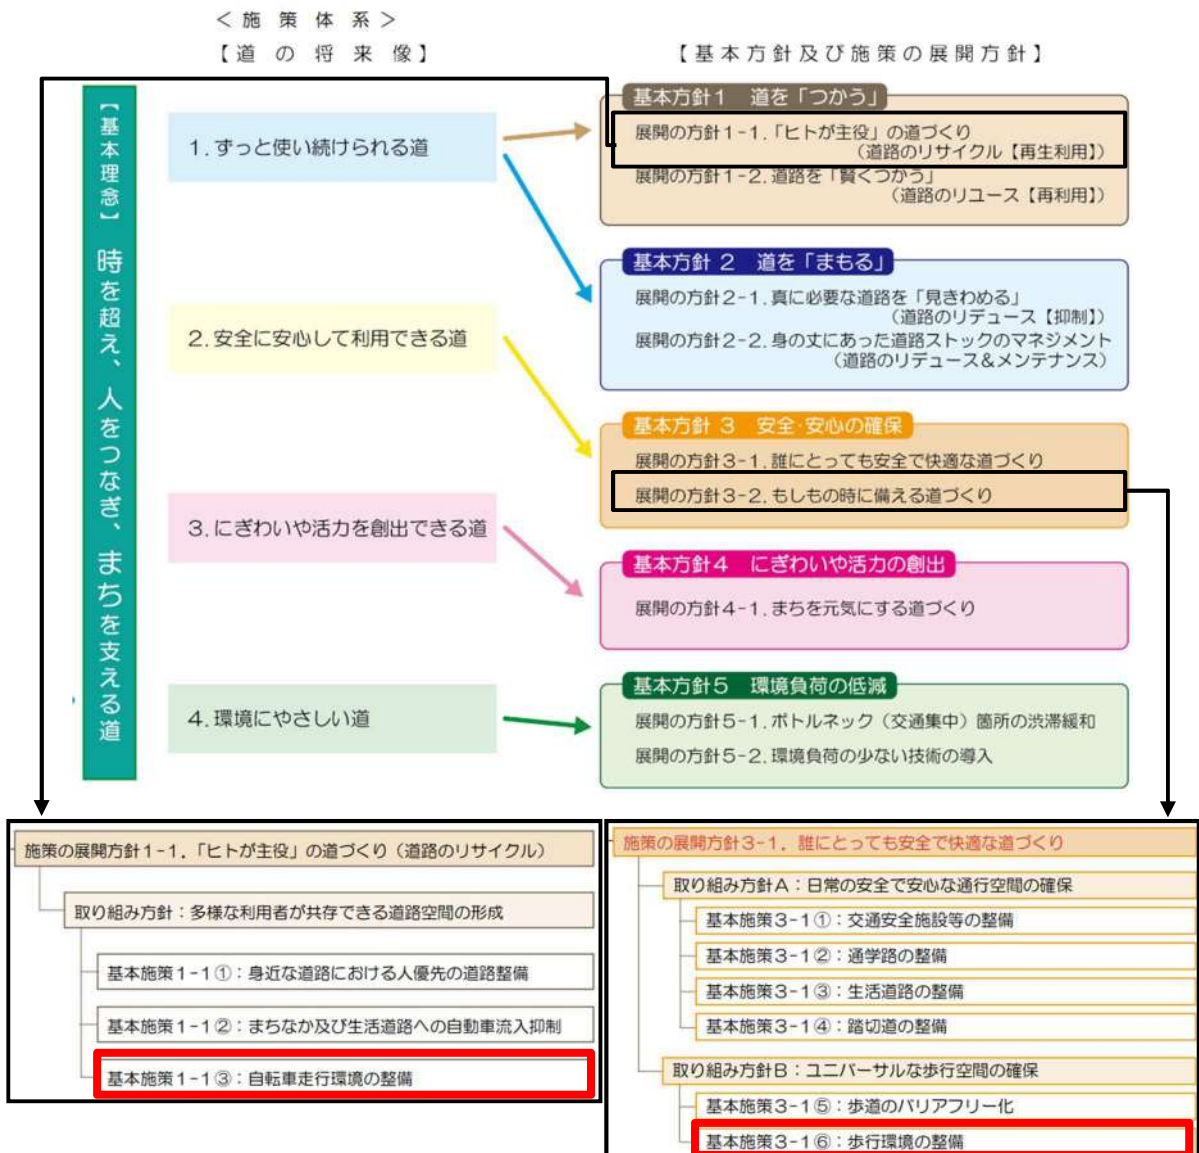 ＜施策体系＞
【道の将来像】
【基本方針及び施策の展開方針】
【基本理念】 時を超え、人をつなぎ、まちを支える道
1.ずっと使い続けられる道
2.安全に安心して利用できる道
3.にぎわいや活力を創出できる道
4.環境にやさしい道
基本方針1 道を「つかう」
展開の方針1-1.「ヒトが主役」の道づくり
(道路のリサイクル【再生利用】)
展開の方針1-2.道路を「賢くつかう」
(道路のリユース【再利用】)
基本方針 2 道を「まもる」
展開の方針2-1.真に必要な道路を「見きわめる」
(道路のリデュース【抑制】)
展開の方針2-2.身の丈にあった道路ストックのマネジメント
(道路のリデュース&メンテナンス)
基本方針 3 安全・安心の確保
展開の方針3-1.誰にとっても安全で快適な道づくり
展開の方針3-2.もしもの時に備える道づくり
基本方針4 にぎわいや活力の創出
展開の方針4-1.まちを元気にする道づくり
基本方針5 環境負荷の低減
展開の方針5-1.ボトルネック(交通集中)箇所の渋滞緩和
展開の方針5-2.環境負荷の少ない技術の導入
施策の展開方針1-1.「ヒトが主役」の道づくり(道路のリサイクル)
取り組み方針:多様な利用者が共存できる道路空間の形成
基本施策1-1①:身近な道路における人優先の道路整備
基本施策1-1②:まちなか及び生活道路への自動車流入抑制
基本施策1-1③:自転車走行環境の整備
施策の展開方針3-1.誰にとっても安全で快適な道づくり
取り組み方針A:日常の安全で安心な通行空間の確保
基本施策3-1①:交通安全施設等の整備
基本施策3-1②:通学路の整備
基本施策3-1③:生活道路の整備
基本施策3-1④:踏切道の整備
取り組み方針B:ユニバーサルな歩行空間の確保
基本施策3-1⑤:歩道のバリアフリー化
基本施策3-1⑥:歩行環境の整備